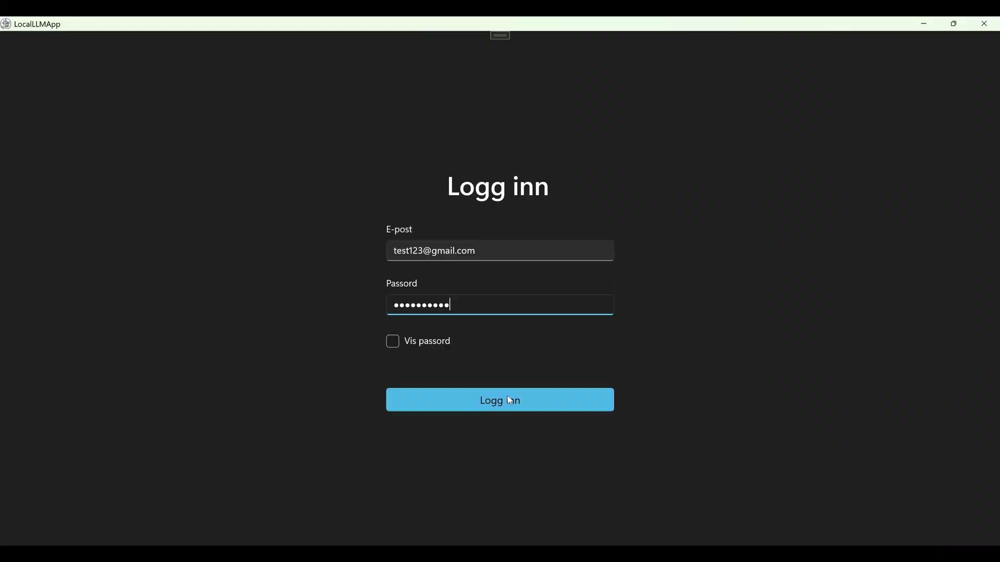 LocalLLMApp
Logg inn
E-post
test123@gmail.com
Passord
••••••••••
Vis passord
Logg inn